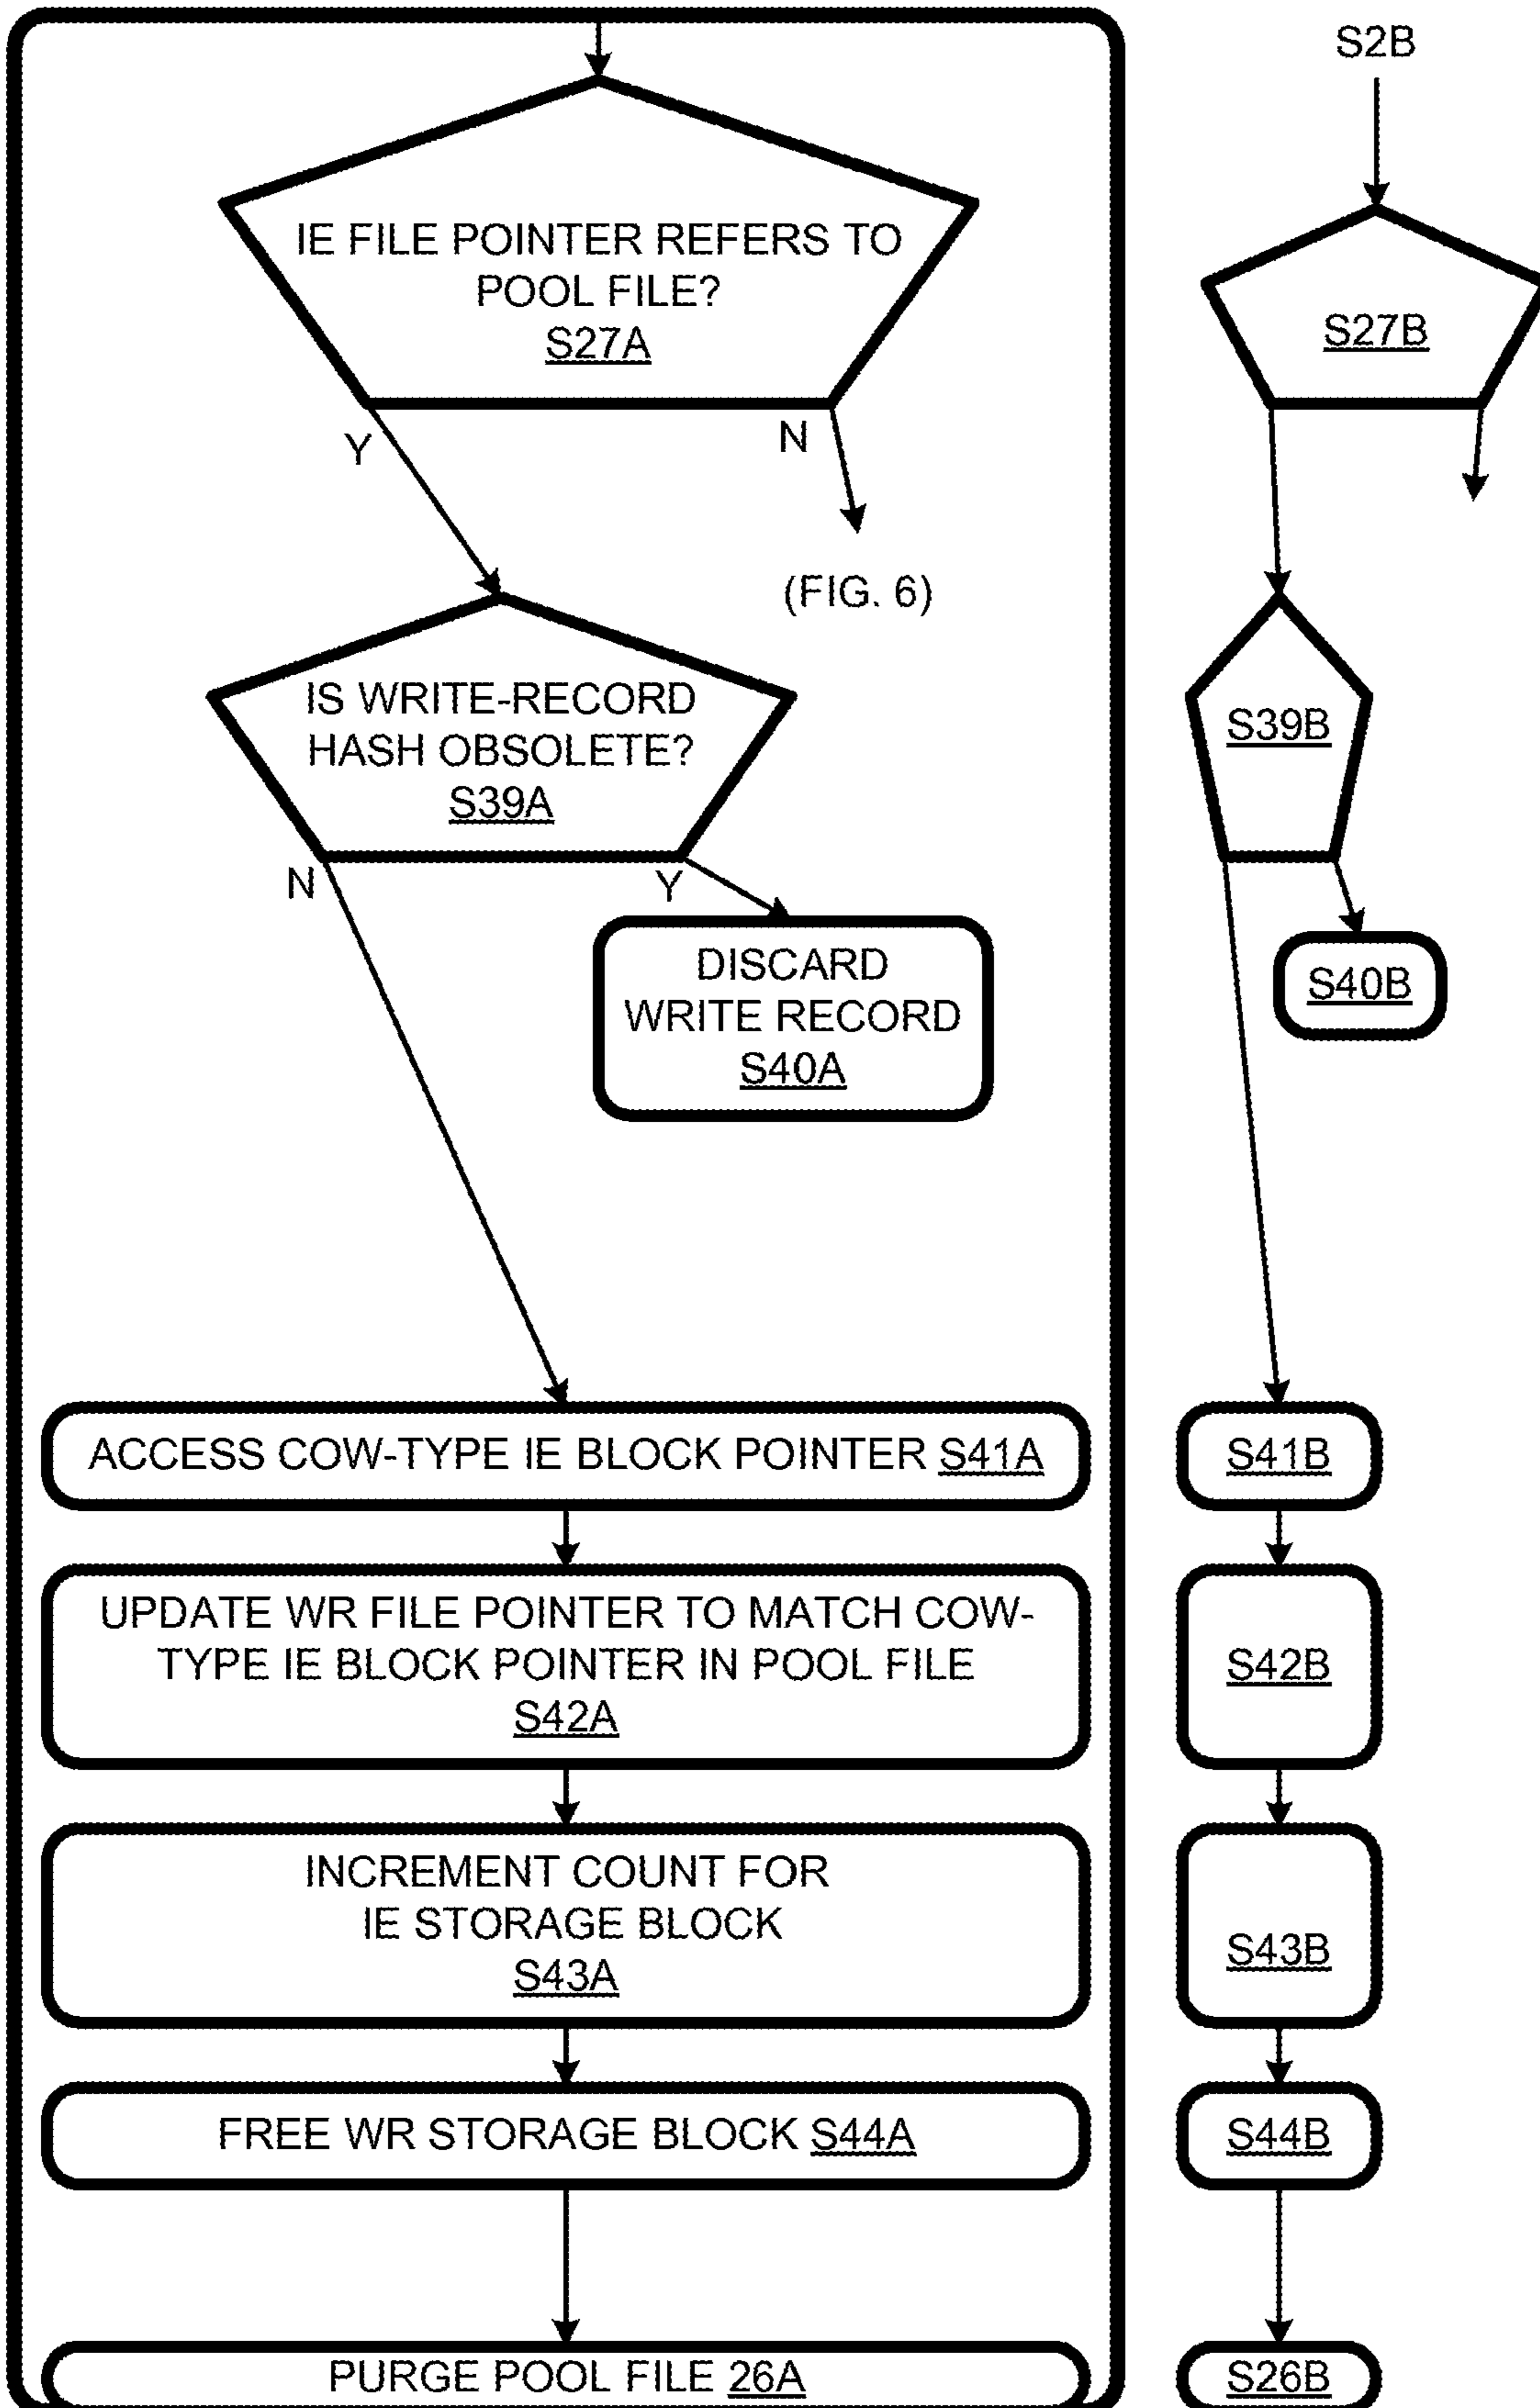 S2B
IE FILE POINTER REFERS TO
POOL FILE?
S27A
S27B
Y
N
(FIG. 6)
IS WRITE-RECORD
HASH OBSOLETE?
S39A
S39B
N
Y
DISCARD
WRITE RECORD
S40A
S40B
ACCESS COW-TYPE IE BLOCK POINTER S41A
S41B
UPDATE WR FILE POINTER TO MATCH COW-
TYPE IE BLOCK POINTER IN POOL FILE
S42A
S42B
INCREMENT COUNT FOR
IE STORAGE BLOCK
S43A
S43B
FREE WR STORAGE BLOCK S44A
S44B
PURGE POOL FILE 26A
S26B